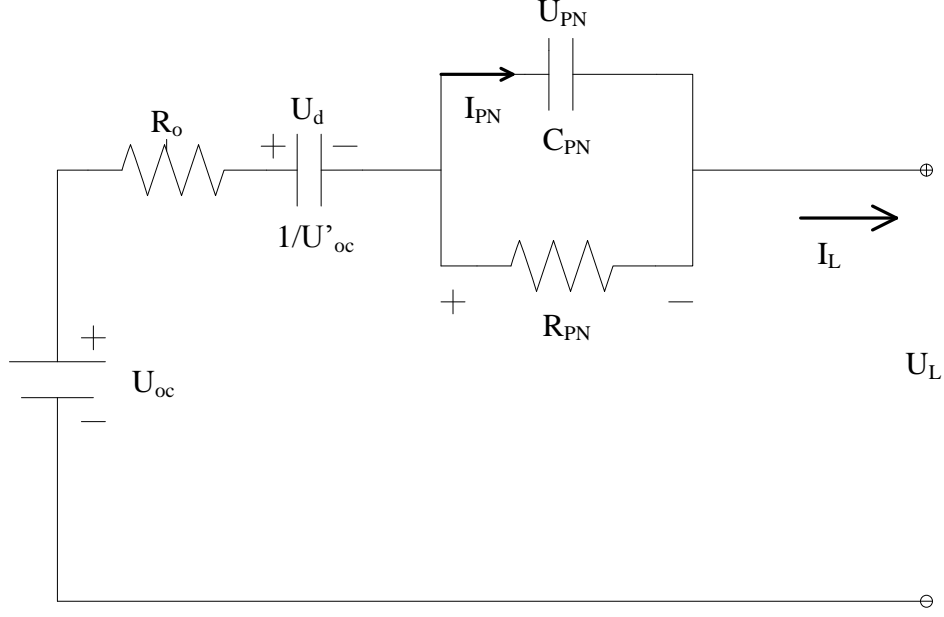 U_PN
I_PN
C_PN
R_o
U_d
+ −
1/U'_oc
I_L
+ −
R_PN
+
U_oc
−
U_L